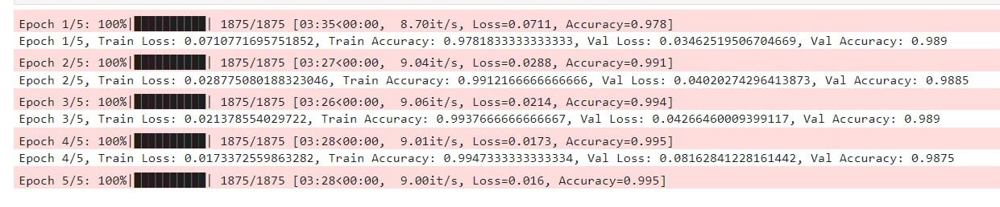 Epoch 1/5: 100%|██████████| 1875/1875 [03:35<00:00,  8.70it/s, Loss=0.0711, Accuracy=0.978]
Epoch 1/5, Train Loss: 0.0710771695751852, Train Accuracy: 0.9781833333333333, Val Loss: 0.03462519506704669, Val Accuracy: 0.989
Epoch 2/5: 100%|██████████| 1875/1875 [03:27<00:00,  9.04it/s, Loss=0.0288, Accuracy=0.991]
Epoch 2/5, Train Loss: 0.028775080188323046, Train Accuracy: 0.9912166666666666, Val Loss: 0.04020274296413873, Val Accuracy: 0.9885
Epoch 3/5: 100%|██████████| 1875/1875 [03:26<00:00,  9.06it/s, Loss=0.0214, Accuracy=0.994]
Epoch 3/5, Train Loss: 0.021378554029722, Train Accuracy: 0.9937666666666667, Val Loss: 0.04266460009399117, Val Accuracy: 0.989
Epoch 4/5: 100%|██████████| 1875/1875 [03:28<00:00,  9.01it/s, Loss=0.0173, Accuracy=0.995]
Epoch 4/5, Train Loss: 0.0173372559863282, Train Accuracy: 0.9947333333333334, Val Loss: 0.08162841228161442, Val Accuracy: 0.9875
Epoch 5/5: 100%|██████████| 1875/1875 [03:28<00:00,  9.00it/s, Loss=0.016, Accuracy=0.995]